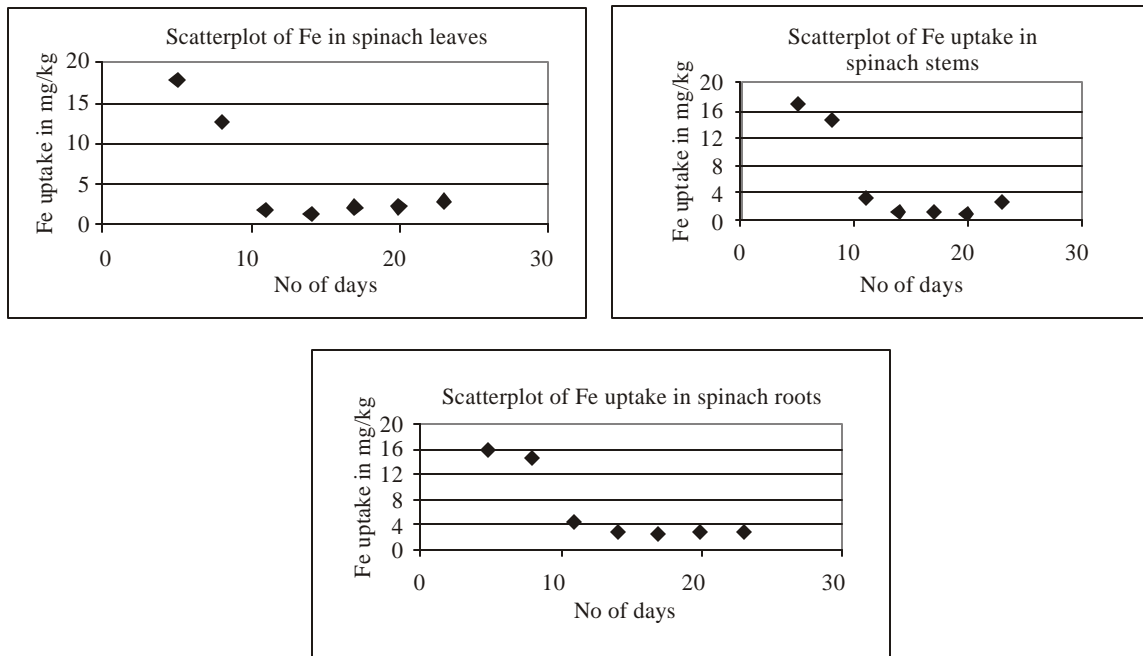 Scatterplot of Fe in spinach leaves
Fe uptake in mg/kg
20
15
10
5
0
0 10 20 30
No of days
Scatterplot of Fe uptake in
spinach stems
Fe uptake in mg/kg
20
16
12
8
4
0
0 10 20 30
No of days
Scatterplot of Fe uptake in spinach roots
Fe uptake in mg/kg
20
16
12
8
4
0
0 10 20 30
No of days